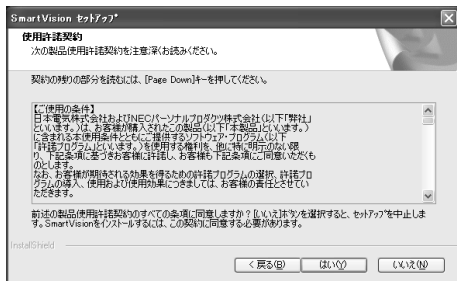 SmartVision ｾｯﾄｱｯﾌﾟ
使用許諾契約
次の製品使用許諾契約を注意深くお読みください。
契約の残りの部分を読むには、[Page Down]キーを押してください。
【ご使用の条件】
日本電気株式会社およびNECパーソナルプロダクツ株式会社(以下「弊社」
といいます。)は、お客様が購入されたこの製品(以下「本製品」といいます。)
に含まれる本使用条件とともにご提供するソフトウェア・プログラム(以下
「許諾プログラム」といいます。)を使用する権利を、他に特に明示のない限
り、下記条項に基づきお客様に許諾し、お客様も下記条項にご同意いただくも
のとします。
なお、お客様が期待される効果を得るための許諾プログラムの選択、許諾プロ
グラムの導入、使用および使用効果につきましては、お客様の責任とさせてい
ただきます。
前述の製品使用許諾契約のすべての条項に同意しますか？[いいえ]ﾎﾞﾀﾝを選択すると、ｾｯﾄｱｯﾌﾟを中止しま
す。SmartVisionをｲﾝｽﾄｰﾙするには、この契約に同意する必要があります。
InstallShield
< 戻る(B)
はい(Y)
いいえ(N)